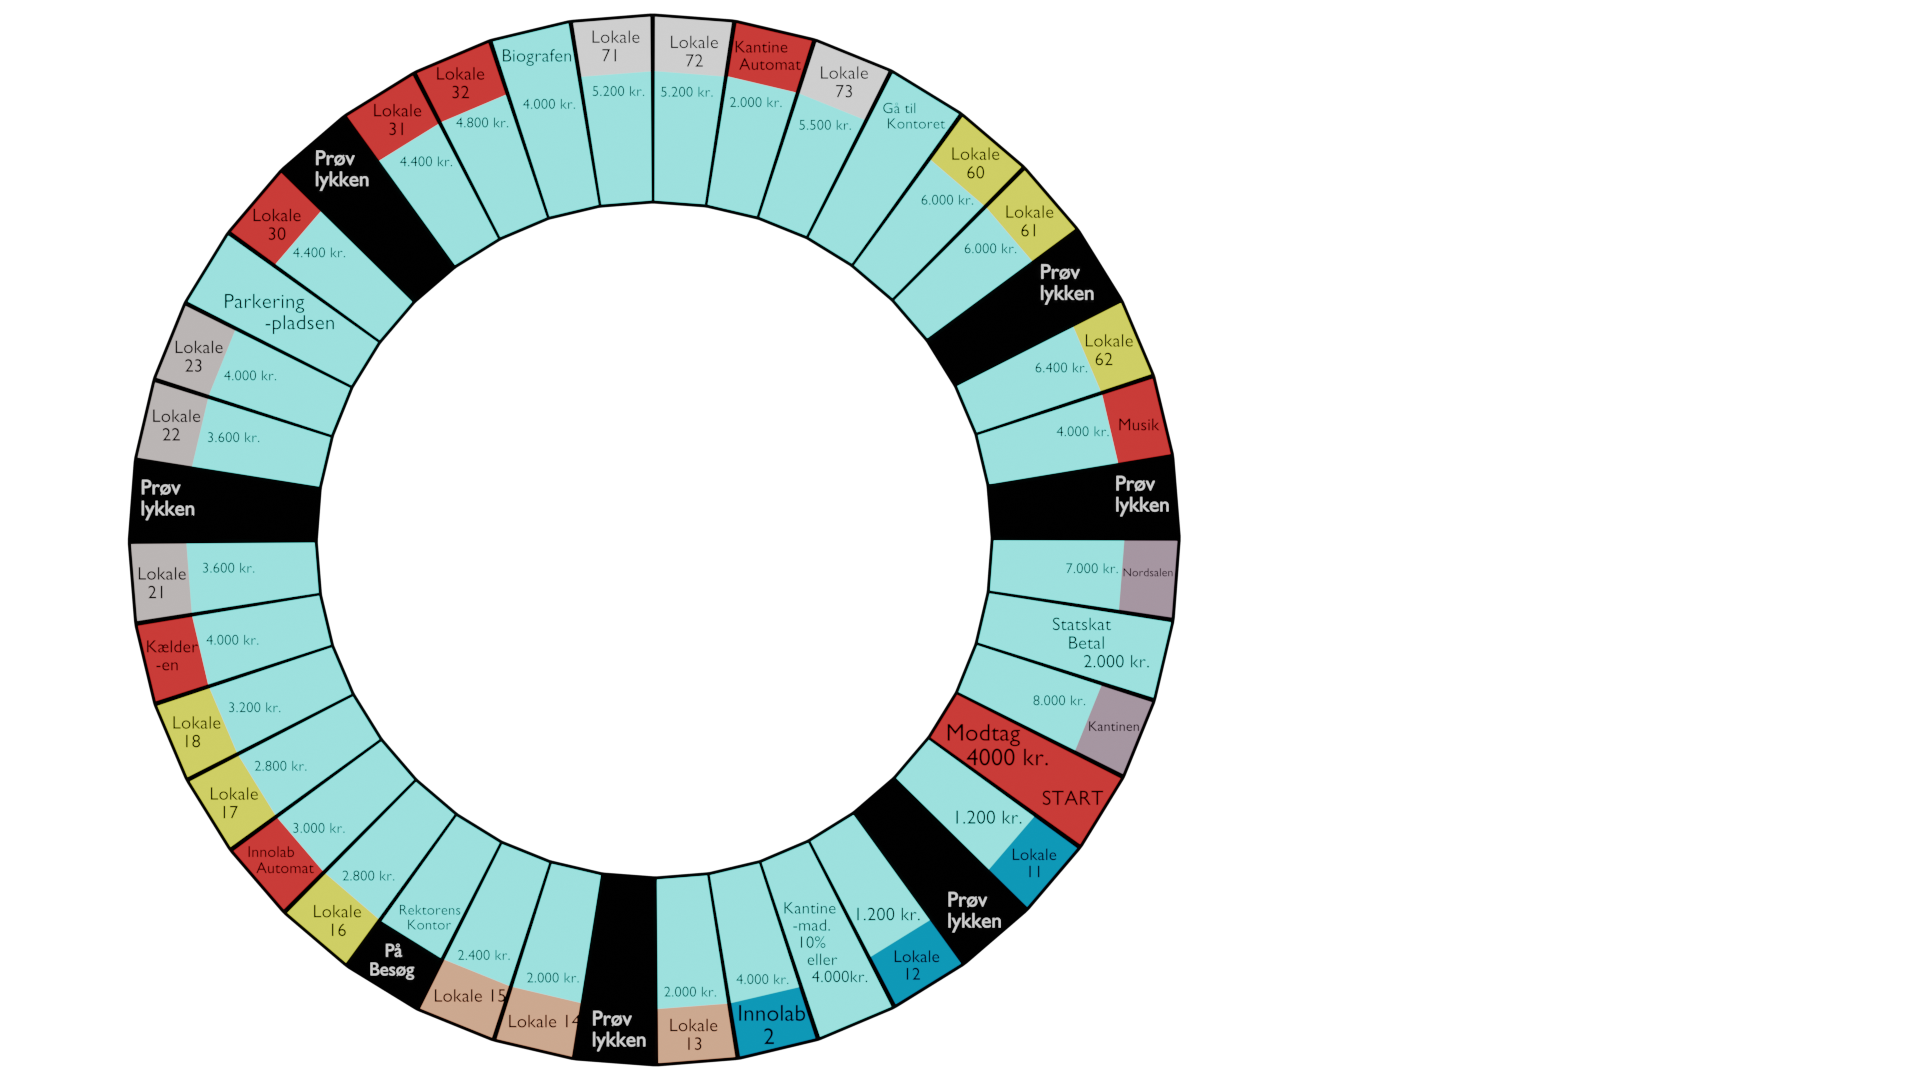 START
Modtag
4000 kr.
Lokale
11
1.200 kr.
Prøv
lykken
Lokale
12
1.200 kr.
Kantine
-mad.
10%
eller
4.000kr.
Innolab
2
4.000 kr.
Lokale
13
2.000 kr.
Prøv
lykken
Lokale 14
2.000 kr.
Lokale 15
2.400 kr.
Rektorens
Kontor
På
Besøg
Lokale
16
2.800 kr.
Innolab
Automat
3.000 kr.
Lokale
17
2.800 kr.
Lokale
18
3.200 kr.
Kælder
-en
4.000 kr.
Lokale
21
3.600 kr.
Prøv
lykken
Lokale
22
3.600 kr.
Lokale
23
4.000 kr.
Parkering
-pladsen
Lokale
30
4.400 kr.
Prøv
lykken
Lokale
31
4.400 kr.
Lokale
32
4.800 kr.
Biografen
4.000 kr.
Lokale
71
5.200 kr.
Lokale
72
5.200 kr.
Kantine
Automat
2.000 kr.
Lokale
73
5.500 kr.
Gå til
Kontoret
Lokale
60
6.000 kr.
Lokale
61
6.000 kr.
Prøv
lykken
Lokale
62
6.400 kr.
Musik
4.000 kr.
Prøv
lykken
Nordsalen
7.000 kr.
Statskat
Betal
2.000 kr.
Kantinen
8.000 kr.